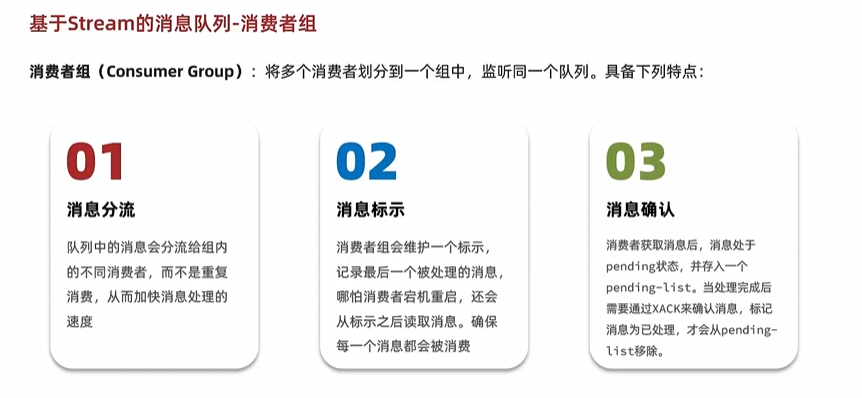 基于Stream的消息队列-消费者组
消费者组（Consumer Group）：将多个消费者划分到一个组中，监听同一个队列。具备下列特点：
01
消息分流
队列中的消息会分流给组内
的不同消费者，而不是重复
消费，从而加快消息处理的
速度
02
消息标示
消费者组会维护一个标示，
记录最后一个被处理的消息，
哪怕消费者宕机重启，还会
从标示之后读取消息。确保
每一个消息都会被消费
03
消息确认
消费者获取消息后，消息处于
pending状态，并存入一个
pending-list。当处理完成后
需要通过XACK来确认消息，标记
消息为已处理，才会从pending-
list移除。